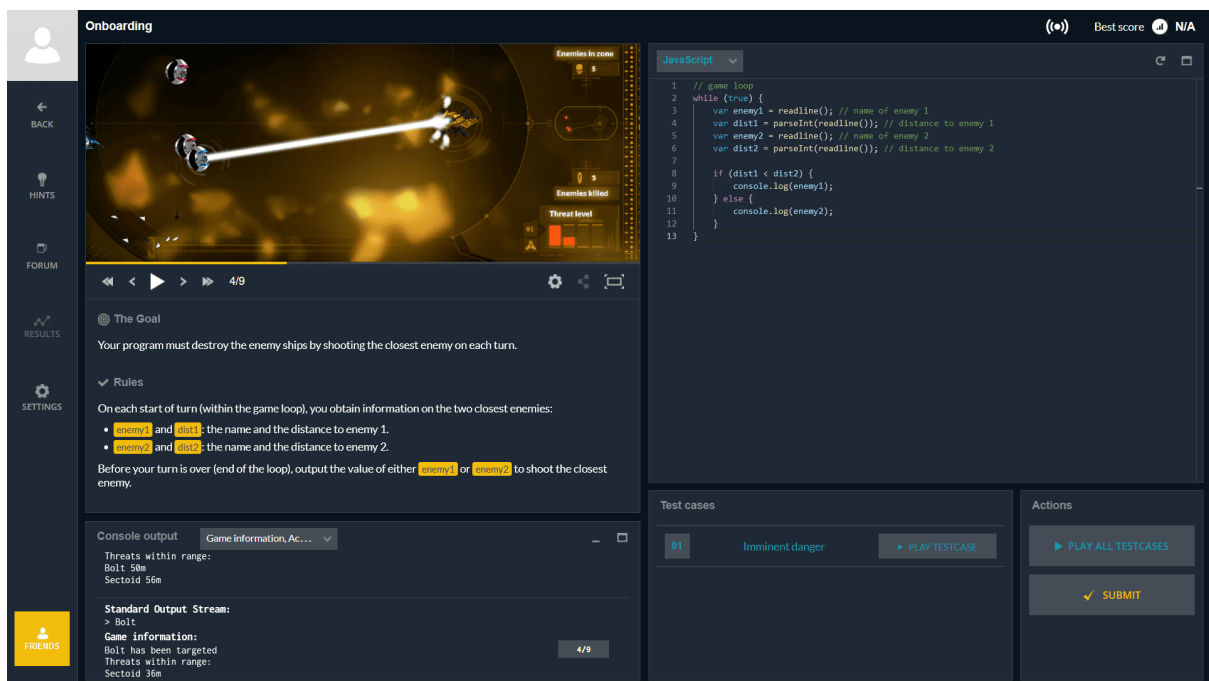 Onboarding
Best score N/A
BACK
HINTS
FORUM
RESULTS
SETTINGS
FRIENDS
Enemies in zone
5
3
Enemies killed
Threat level
01
4/9
The Goal
Your program must destroy the enemy ships by shooting the closest enemy on each turn.
Rules
On each start of turn (within the game loop), you obtain information on the two closest enemies:
• enemy1 and dist1: the name and the distance to enemy 1.
• enemy2 and dist2: the name and the distance to enemy 2.
Before your turn is over (end of the loop), output the value of either enemy1 or enemy2 to shoot the closest
enemy.
Console output
Game information, Ac...
Threats within range:
Bolt 50m
Sectoid 56m
Standard Output Stream:
> Bolt
Game information:
Bolt has been targeted
Threats within range:
Sectoid 36m
4/9
JavaScript
1 // game loop
2 while (true) {
3 var enemy1 = readline(); // name of enemy 1
4 var dist1 = parseInt(readline()); // distance to enemy 1
5 var enemy2 = readline(); // name of enemy 2
6 var dist2 = parseInt(readline()); // distance to enemy 2
7
8 if (dist1 < dist2) {
9 console.log(enemy1);
10 } else {
11 console.log(enemy2);
12 }
13 }
Test cases
01 Imminent danger PLAY TESTCASE
Actions
PLAY ALL TESTCASES
SUBMIT